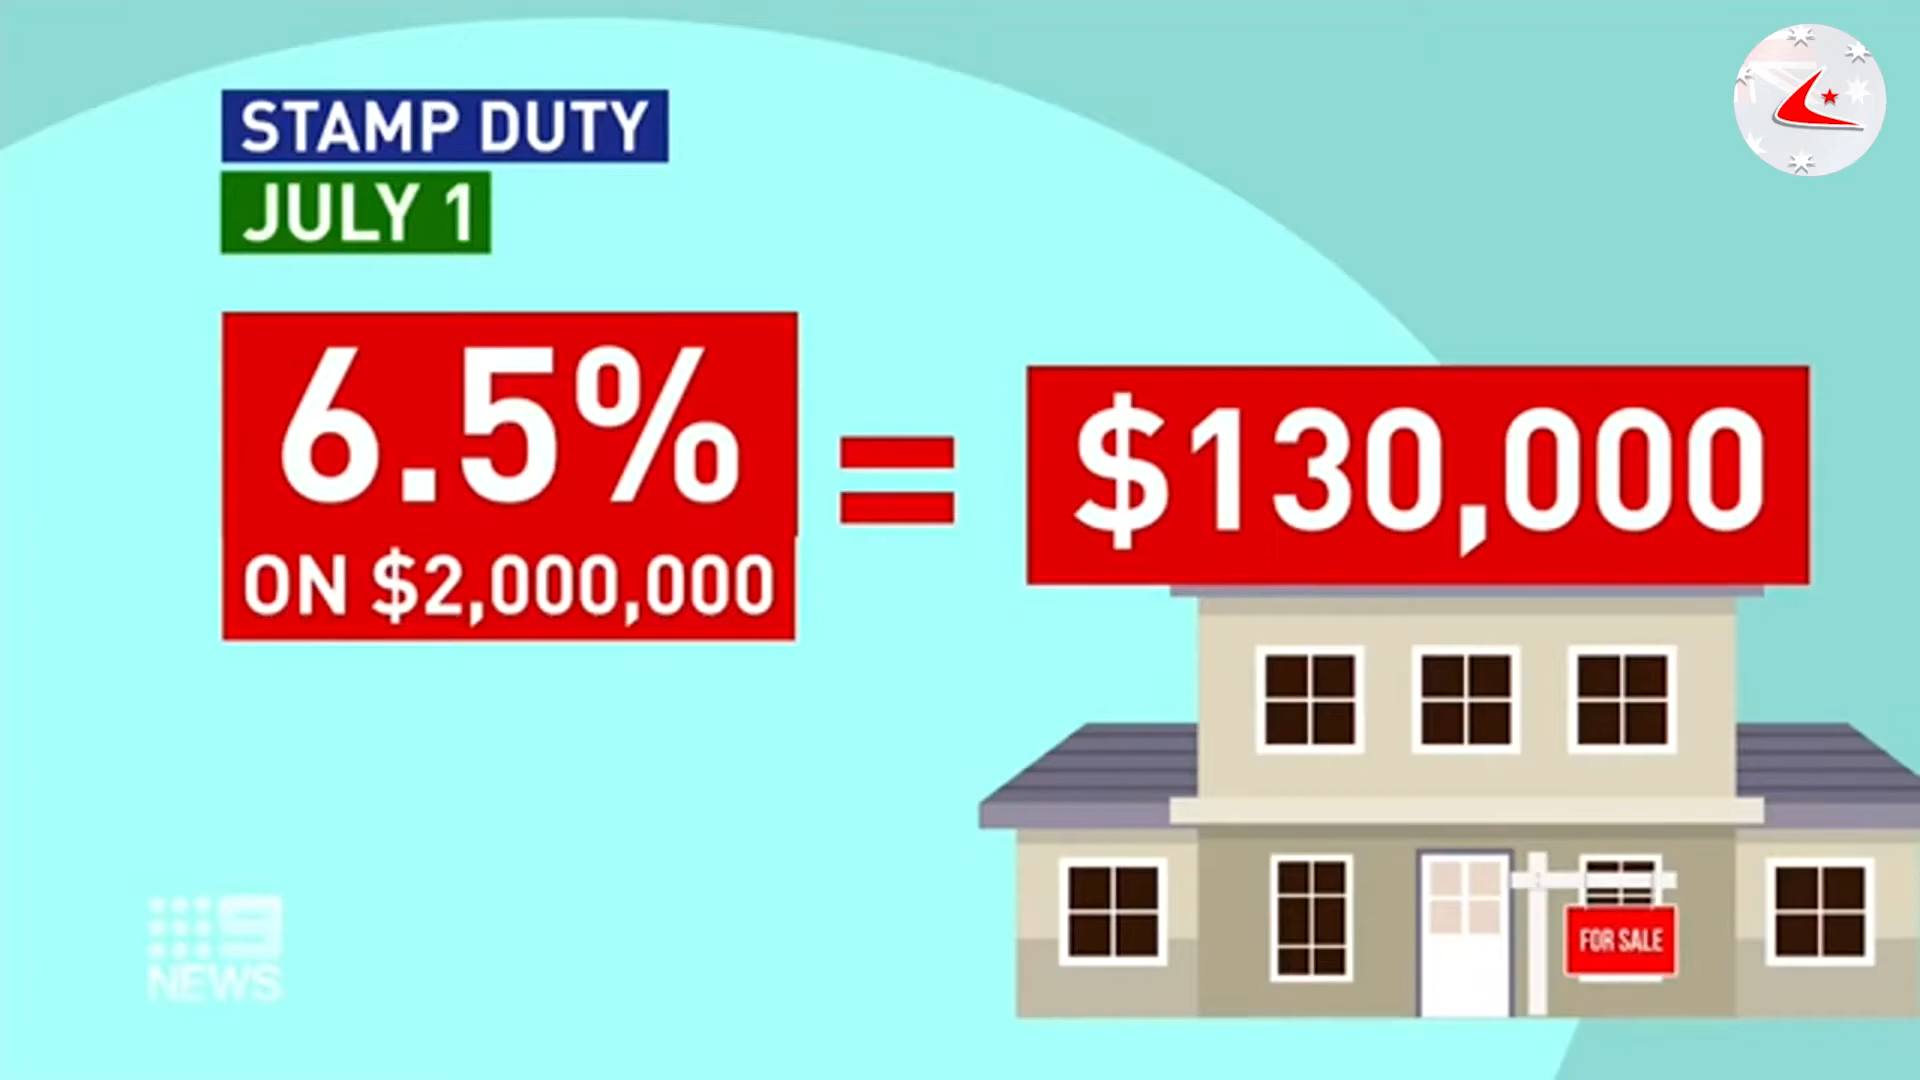 STAMP DUTY
JULY 1
6.5%
ON $2,000,000
=
$130,000
FOR SALE
9
NEWS